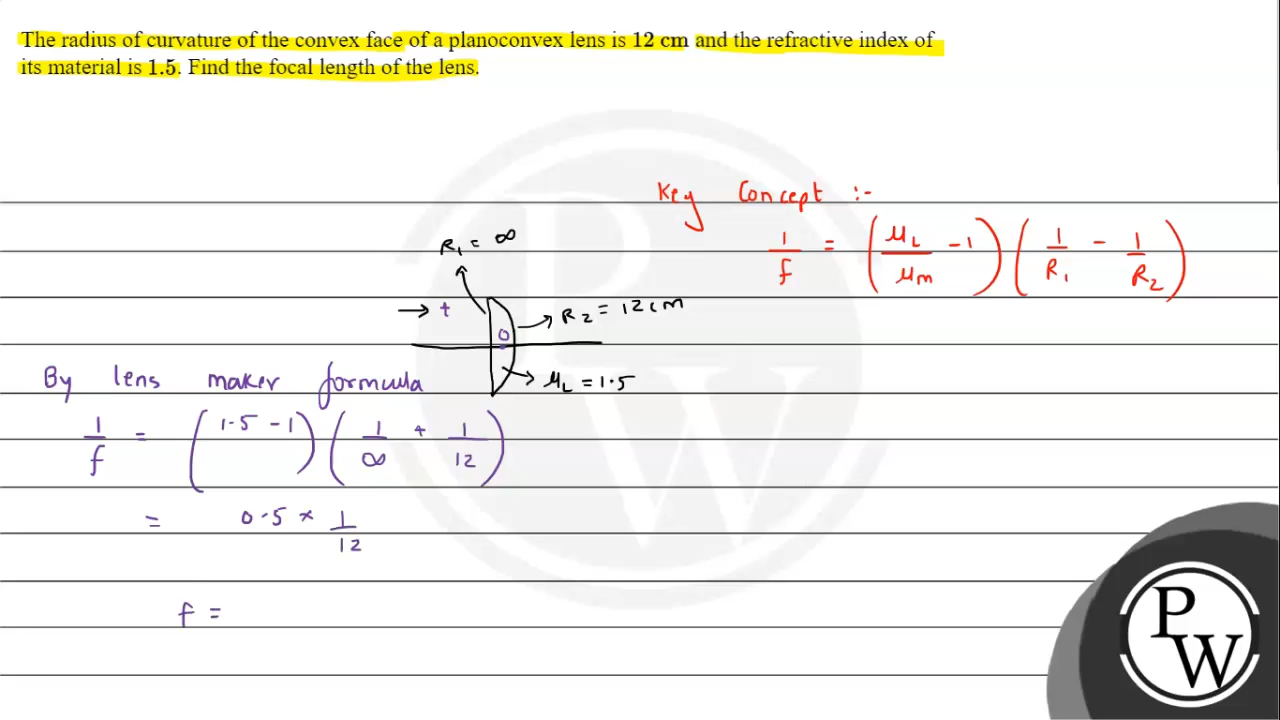 The radius of curvature of the convex face of a planoconvex lens is 12 cm and the refractive index of
its material is 1.5. Find the focal length of the lens.
Key Concept :-
1/f = (μL/μm - 1) (1/R1 - 1/R2)
R1 = ∞
→ +
R2 = 12cm
O
μL = 1.5
By lens maker formula
1/f = (1.5 - 1) (1/∞ + 1/12)
= 0.5 × 1/12
f =
PW
PW